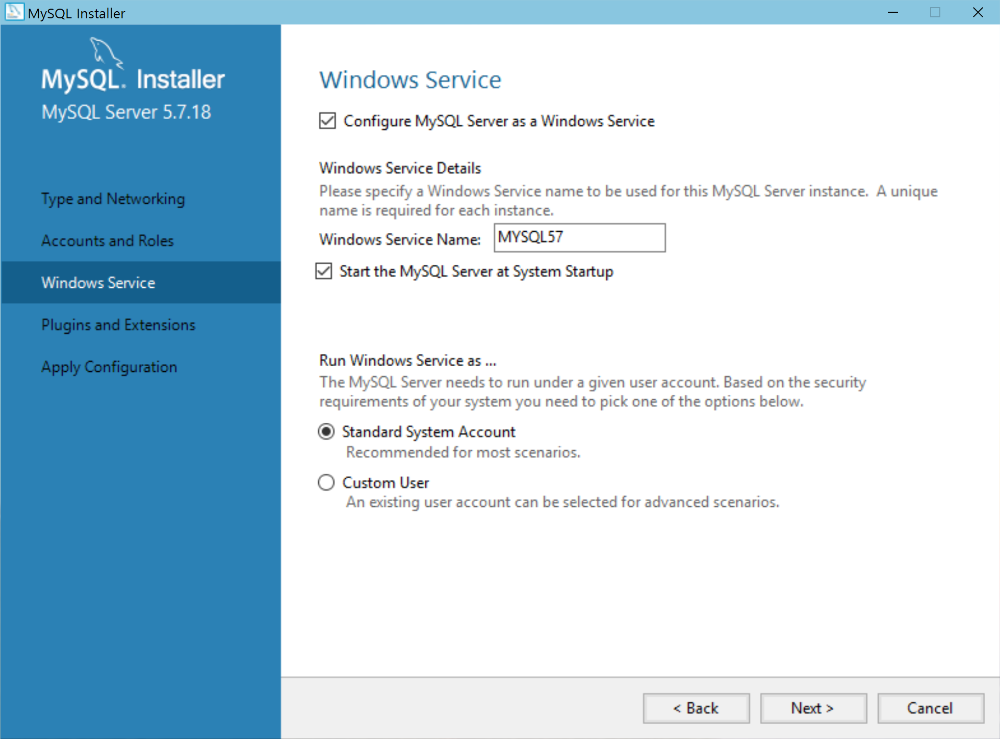 MySQL Installer
MySQL. Installer
MySQL Server 5.7.18
Type and Networking
Accounts and Roles
Windows Service
Plugins and Extensions
Apply Configuration
Windows Service
Configure MySQL Server as a Windows Service
Windows Service Details
Please specify a Windows Service name to be used for this MySQL Server instance.  A unique
name is required for each instance.
Windows Service Name: MYSQL57
Start the MySQL Server at System Startup
Run Windows Service as ...
The MySQL Server needs to run under a given user account. Based on the security
requirements of your system you need to pick one of the options below.
Standard System Account
Recommended for most scenarios.
Custom User
An existing user account can be selected for advanced scenarios.
< Back Next > Cancel